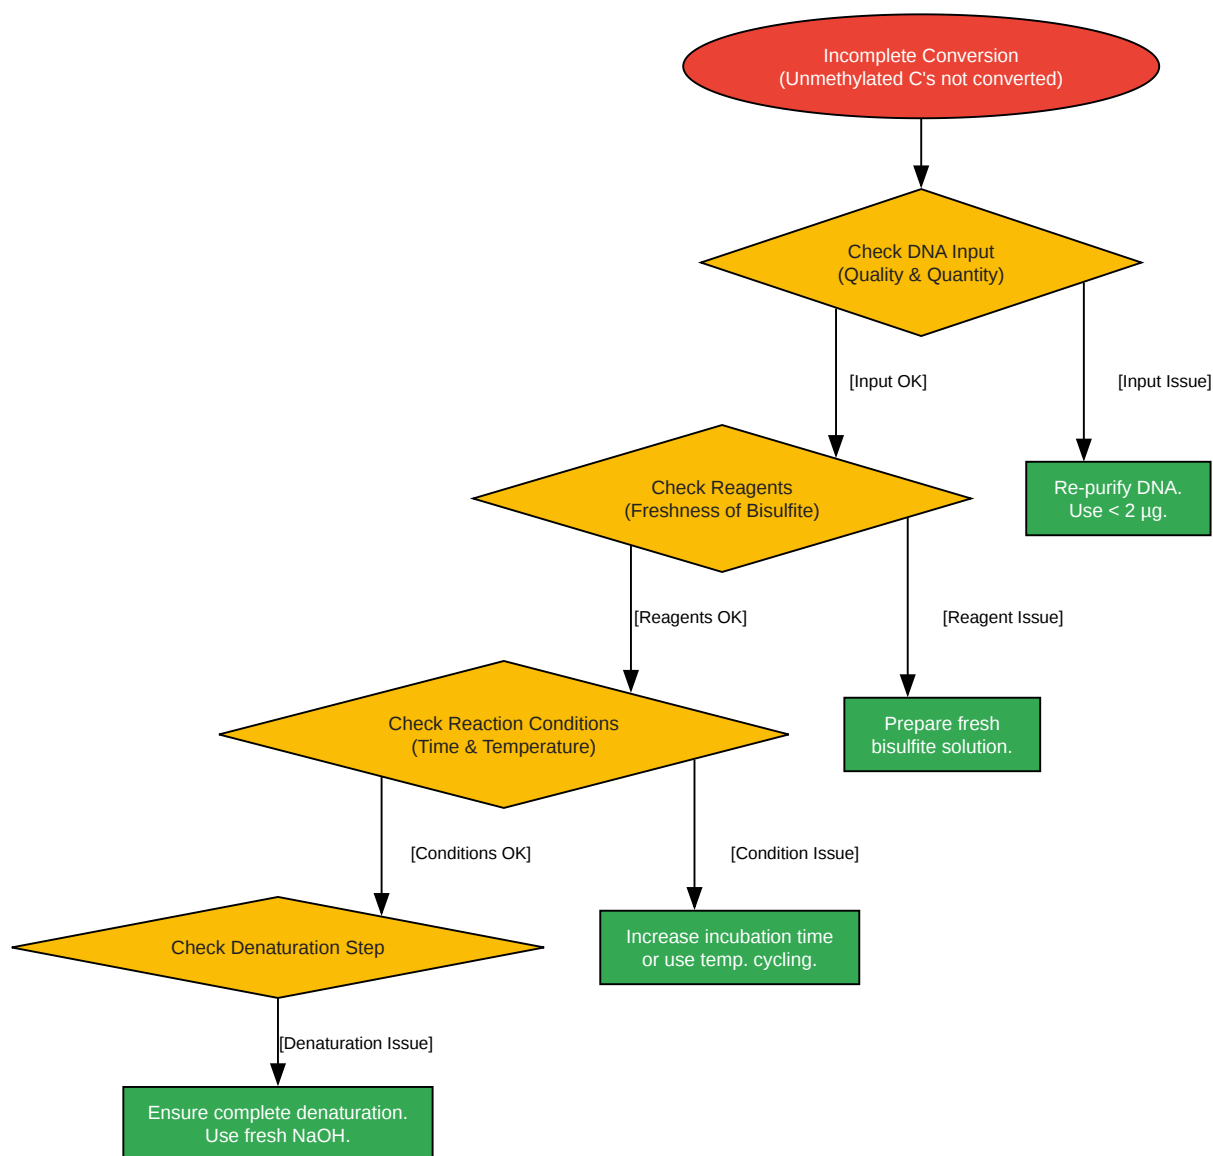 Incomplete Conversion
(Unmethylated C's not converted)
Check DNA Input
(Quality & Quantity)
[Input OK]
[Input Issue]
Check Reagents
(Freshness of Bisulfite)
Re-purify DNA.
Use < 2 µg.
[Reagents OK]
[Reagent Issue]
Check Reaction Conditions
(Time & Temperature)
Prepare fresh
bisulfite solution.
[Conditions OK]
[Condition Issue]
Check Denaturation Step
Increase incubation time
or use temp. cycling.
[Denaturation Issue]
Ensure complete denaturation.
Use fresh NaOH.